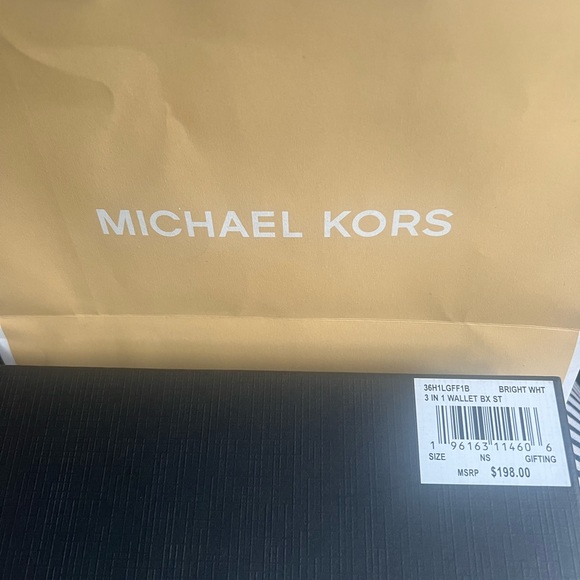 MICHAEL KORS
36H1LGFF1B BRIGHT WHT
3 IN 1 WALLET BX ST
1 96163 11460 6
SIZE NS GIFTING
MSRP $198.00